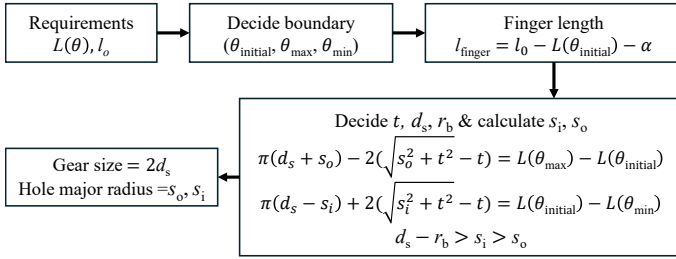 Requirements
L(θ), l_o
Decide boundary
(θ_initial, θ_max, θ_min)
Finger length
l_finger = l_0 − L(θ_initial) − α
Decide t, d_s, r_b & calculate s_i, s_o
π(d_s + s_o) − 2(√(s_o^2 + t^2) − t) = L(θ_max) − L(θ_initial)
π(d_s − s_i) + 2(√(s_i^2 + t^2) − t) = L(θ_initial) − L(θ_min)
d_s − r_b > s_i > s_o
Gear size = 2d_s
Hole major radius =s_o, s_i